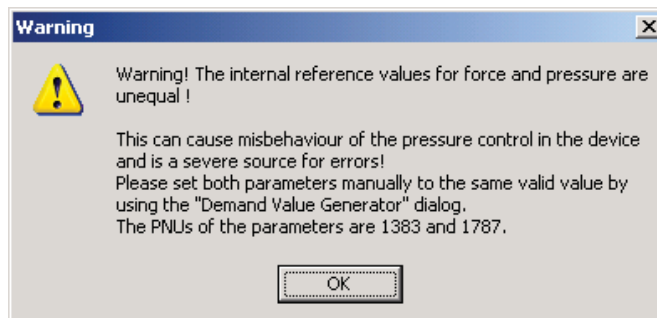 Warning
Warning! The internal reference values for force and pressure are
unequal !
This can cause misbehaviour of the pressure control in the device
and is a severe source for errors!
Please set both parameters manually to the same valid value by
using the "Demand Value Generator" dialog.
The PNUs of the parameters are 1383 and 1787.
OK